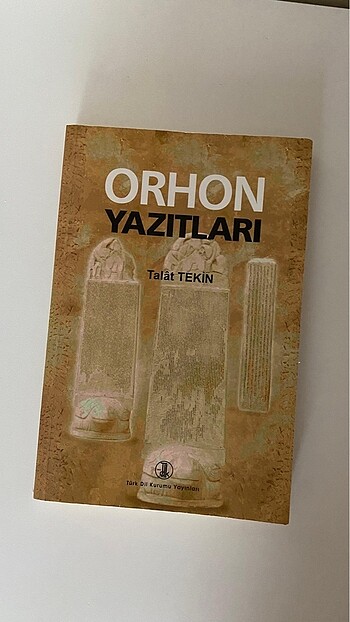 ORHON
YAZITLARI
Talât TEKİN
Türk Dil Kurumu Yayınları